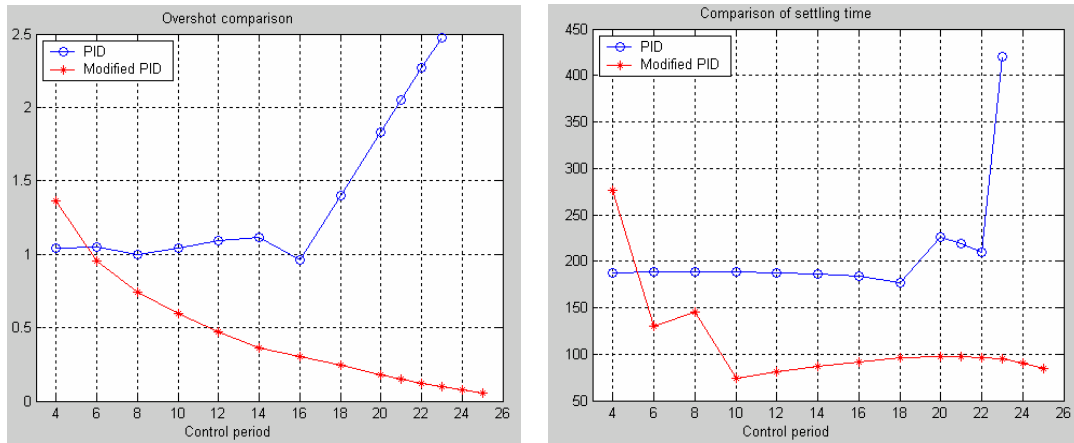 Overshot comparison
PID
Modified PID
2.5
2
1.5
1
0.5
0
4 6 8 10 12 14 16 18 20 22 24 26
Control period
Comparison of settling time
PID
Modified PID
450
400
350
300
250
200
150
100
50
4 6 8 10 12 14 16 18 20 22 24 26
Control period